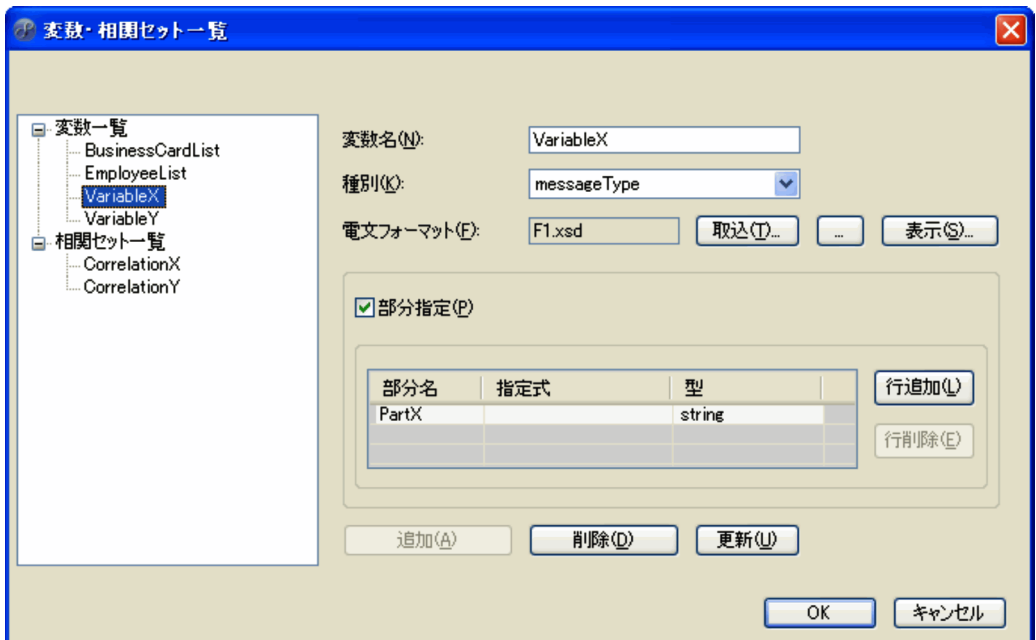 変数・相関セット一覧
変数一覧
BusinessCardList
EmployeeList
VariableX
VariableY
相関セット一覧
CorrelationX
CorrelationY
変数名(N): VariableX
種別(K): messageType
電文フォーマット(F): F1.xsd 取込(T)... ... 表示(S)...
部分指定(P)
部分名 指定式 型 行追加(L)
PartX string
行削除(E)
追加(A) 削除(D) 更新(U)
OK キャンセル